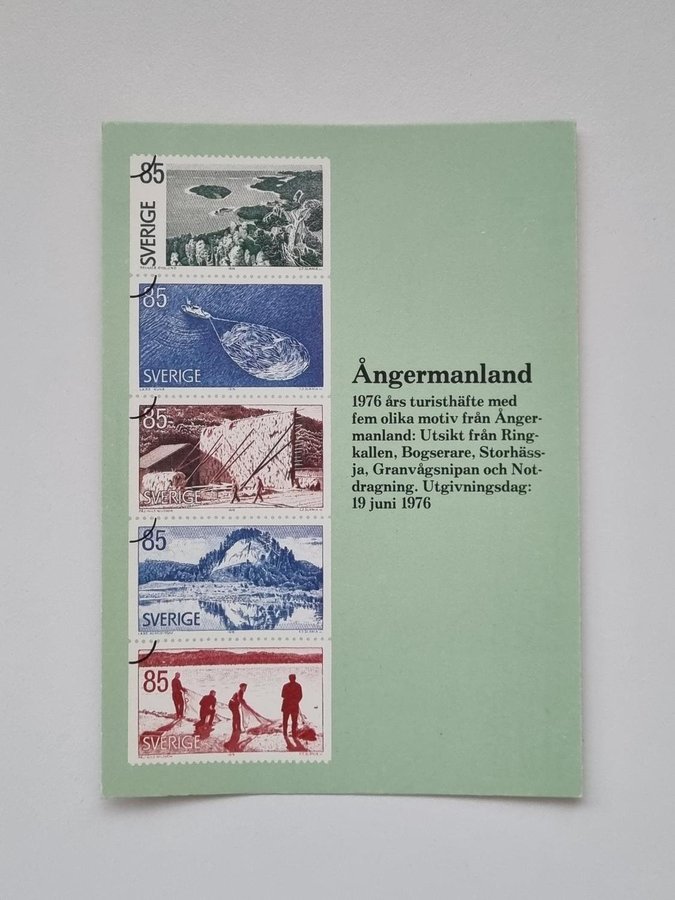 85
SVERIGE
85
SVERIGE
85
SVERIGE
85
SVERIGE
85
SVERIGE
Ångermanland
1976 års turisthäfte med
fem olika motiv från Ånger-
manland: Utsikt från Ring-
kallen, Bogserare, Storhäss-
ja, Granvågsnipan och Not-
dragning. Utgivningsdag:
19 juni 1976